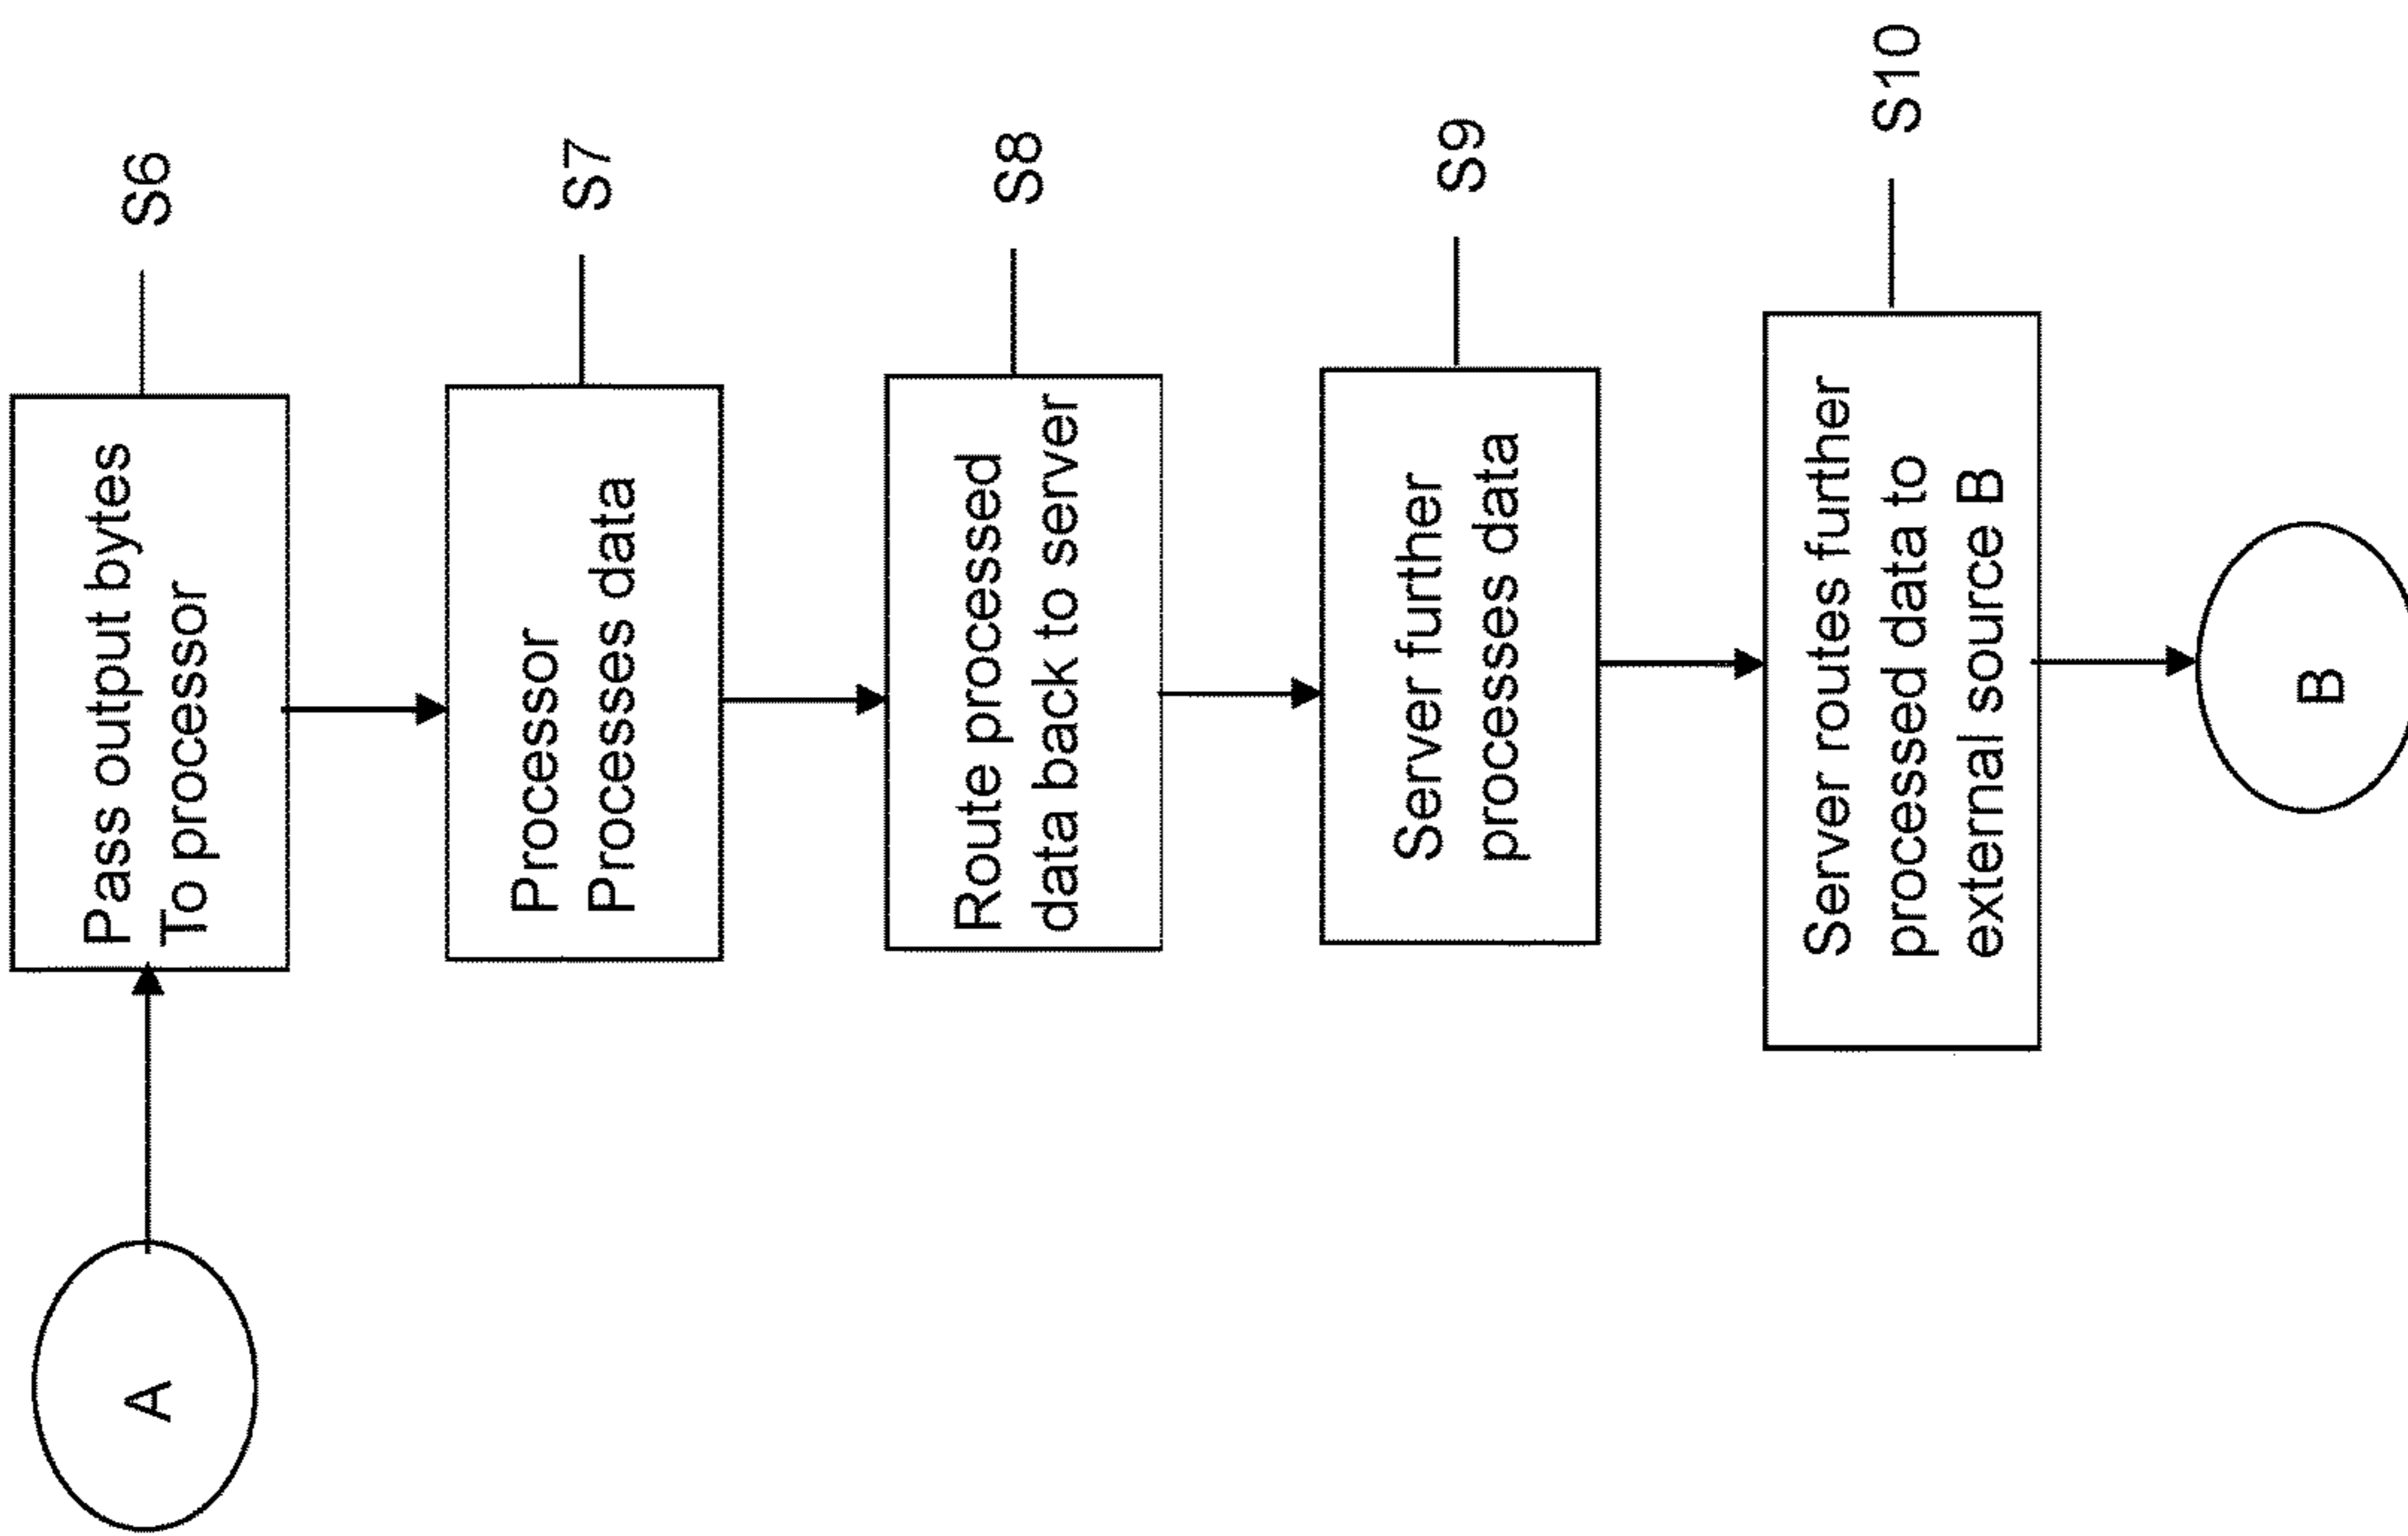 A
Pass output bytes
To processor
S6
Processor
Processes data
S7
Route processed
data back to server
S8
Server further
processes data
S9
Server routes further
processed data to
external source B
S10
B